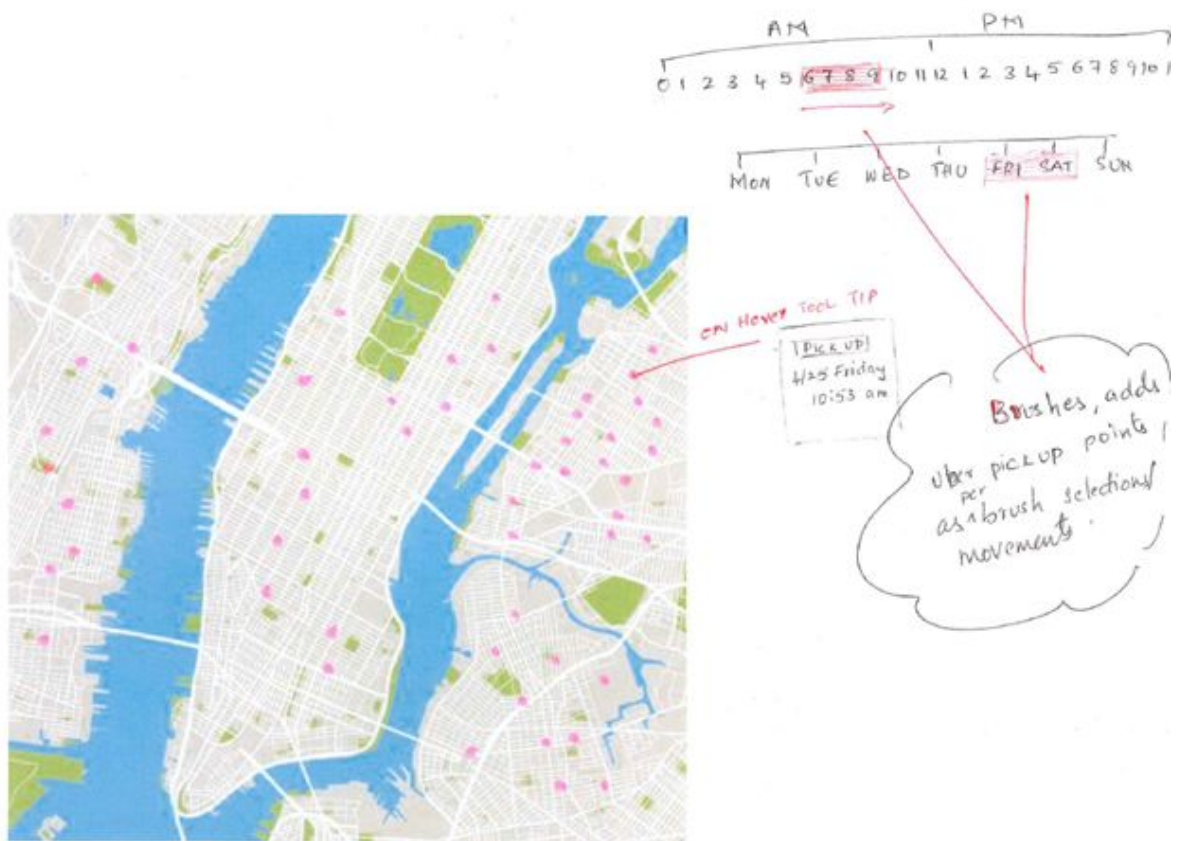 AM PM
0 1 2 3 4 5 6 7 8 9 10 11 12 1 2 3 4 5 6 7 8 9 10 1
MON TUE WED THU FRI SAT SUN
ON HOVER TOOL TIP
PICK UP
4/25 Friday
10:53 am
Brushes, adds
Uber pickup points,
as per brush selections/
movements.